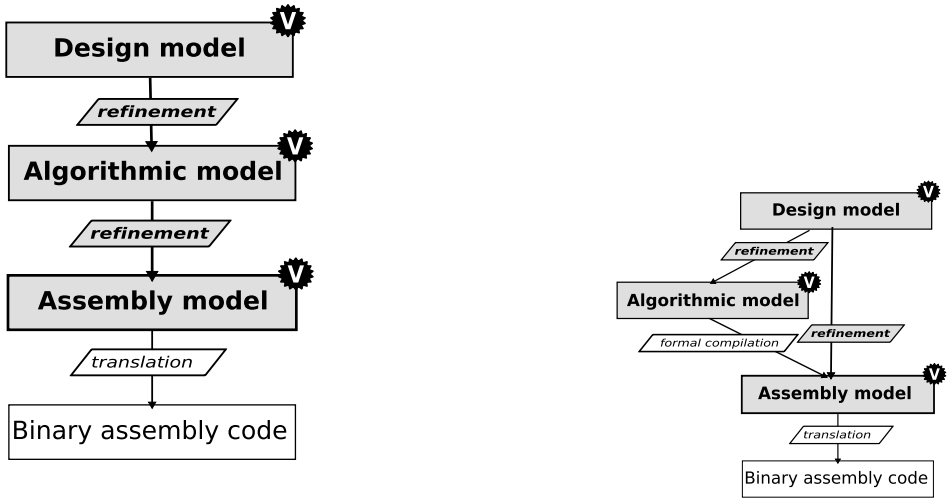 V
Design model
refinement
V
Algorithmic model
refinement
V
Assembly model
translation
Binary assembly code
V
Design model
refinement
V
Algorithmic model
refinement
formal compilation
V
Assembly model
translation
Binary assembly code